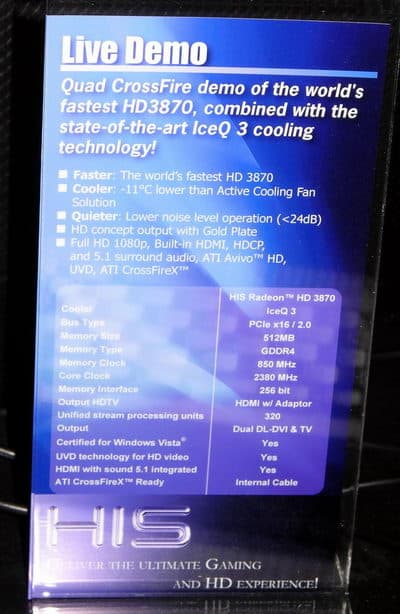 Live Demo
Quad CrossFire demo of the world's
fastest HD3870, combined with the
state-of-the-art IceQ 3 cooling
technology!
■ Faster: The world's fastest HD 3870
■ Cooler: -11°C lower than Active Cooling Fan
Solution
■ Quieter: Lower noise level operation (<24dB)
■ HD concept output with Gold Plate
■ Full HD 1080p, Built-in HDMI, HDCP,
and 5.1 surround audio, ATI Avivo™ HD,
UVD, ATI CrossFireX™
HIS Radeon™ HD 3870
Cooler IceQ 3
Bus Type PCIe x16 / 2.0
Memory Size 512MB
Memory Type GDDR4
Memory Clock 850 MHz
Core Clock 2380 MHz
Memory Interface 256 bit
Output HDTV HDMI w/ Adaptor
Unified stream processing units 320
Output Dual DL-DVI & TV
Certified for Windows Vista® Yes
UVD technology for HD video Yes
HDMI with sound 5.1 integrated Yes
ATI CrossFireX™ Ready Internal Cable
HIS
DELIVER THE ULTIMATE GAMING
AND HD EXPERIENCE!